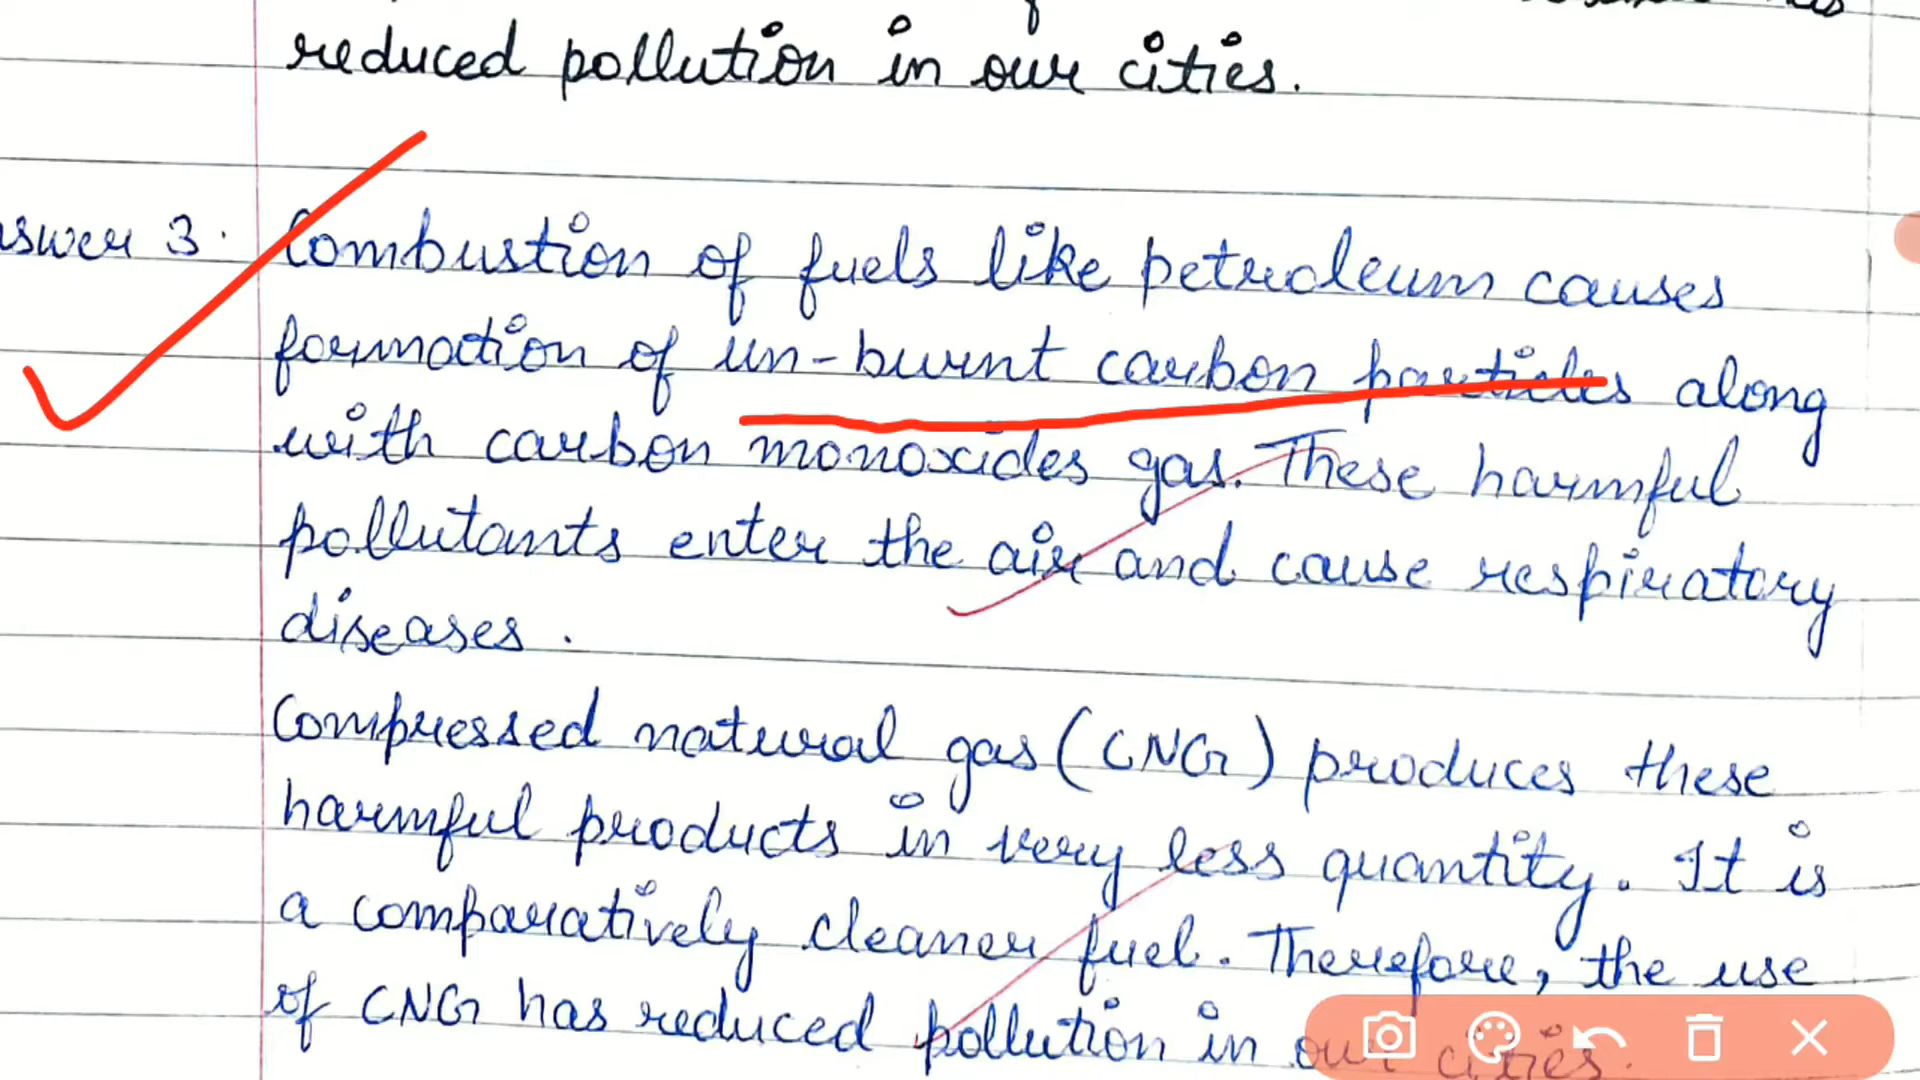 reduced pollution in our cities.
nswer 3. Combustion of fuels like petroleum causes
formation of un-burnt carbon particles along
with carbon monoxides gas. These harmful
pollutants enter the air and cause respiratory
diseases.
Compressed natural gas (CNG) produces these
harmful products in very less quantity. It is
a comparatively cleaner fuel. Therefore, the use
of CNG has reduced pollution in our cities.